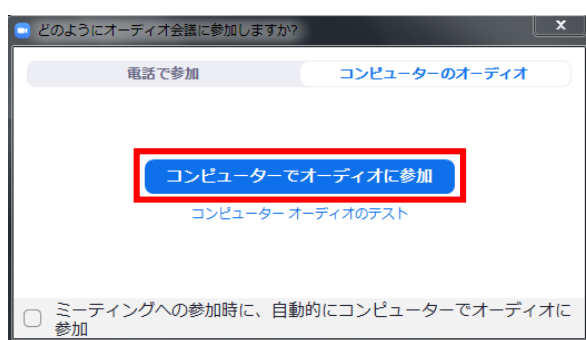 どのようにオーディオ会議に参加しますか?
電話で参加
コンピューターのオーディオ
コンピューターでオーディオに参加
コンピューター オーディオのテスト
ミーティングへの参加時に、自動的にコンピューターでオーディオに
参加